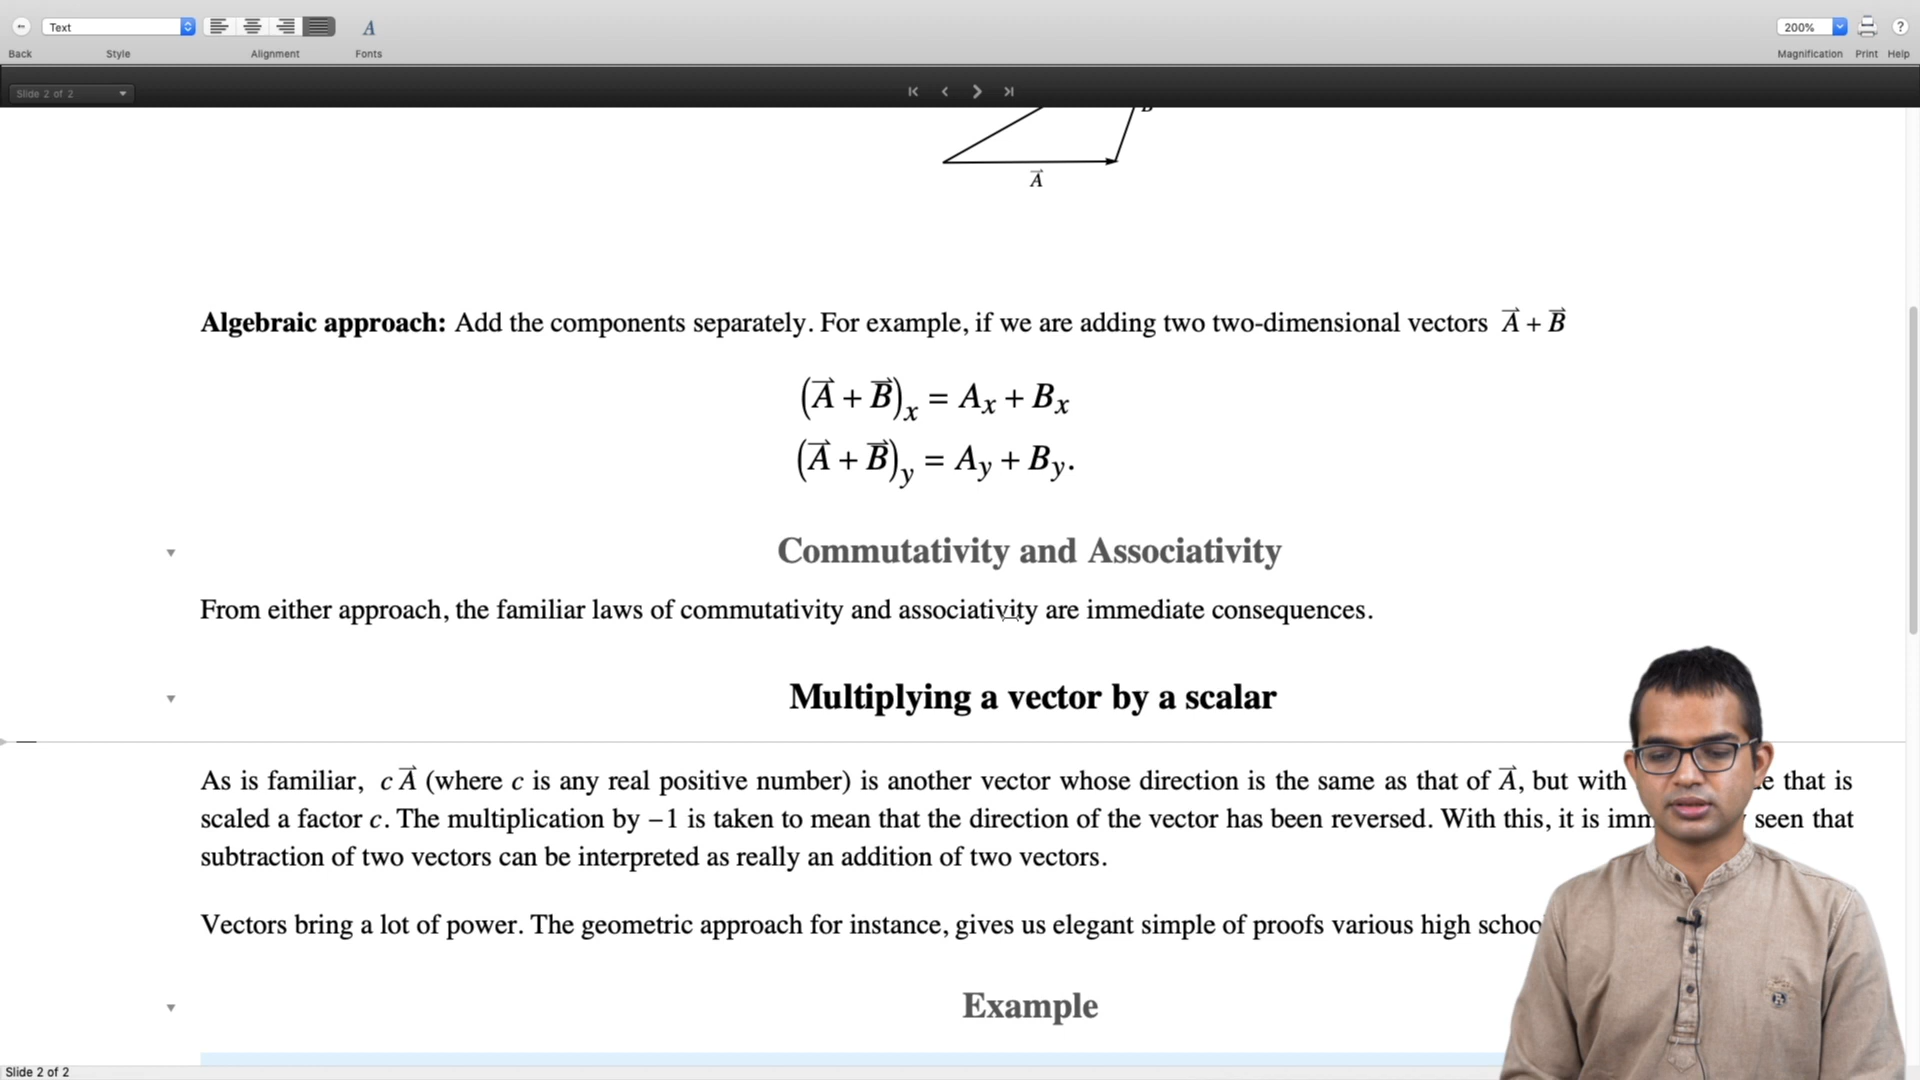 Text
200%
Back
Style
Alignment
Fonts
Magnification
Print
Help
Slide 2 of 2
A⃗
Algebraic approach: Add the components separately. For example, if we are adding two two-dimensional vectors A⃗ + B⃗
(A⃗ + B⃗)ₓ = Aₓ + Bₓ
(A⃗ + B⃗)_y = A_y + B_y.
Commutativity and Associativity
From either approach, the familiar laws of commutativity and associativity are immediate consequences.
Multiplying a vector by a scalar
As is familiar, c A⃗ (where c is any real positive number) is another vector whose direction is the same as that of A⃗, but with that is
scaled a factor c. The multiplication by −1 is taken to mean that the direction of the vector has been reversed. With this, it is seen that
subtraction of two vectors can be interpreted as really an addition of two vectors.
Vectors bring a lot of power. The geometric approach for instance, gives us elegant simple of proofs various high
Example
Slide 2 of 2